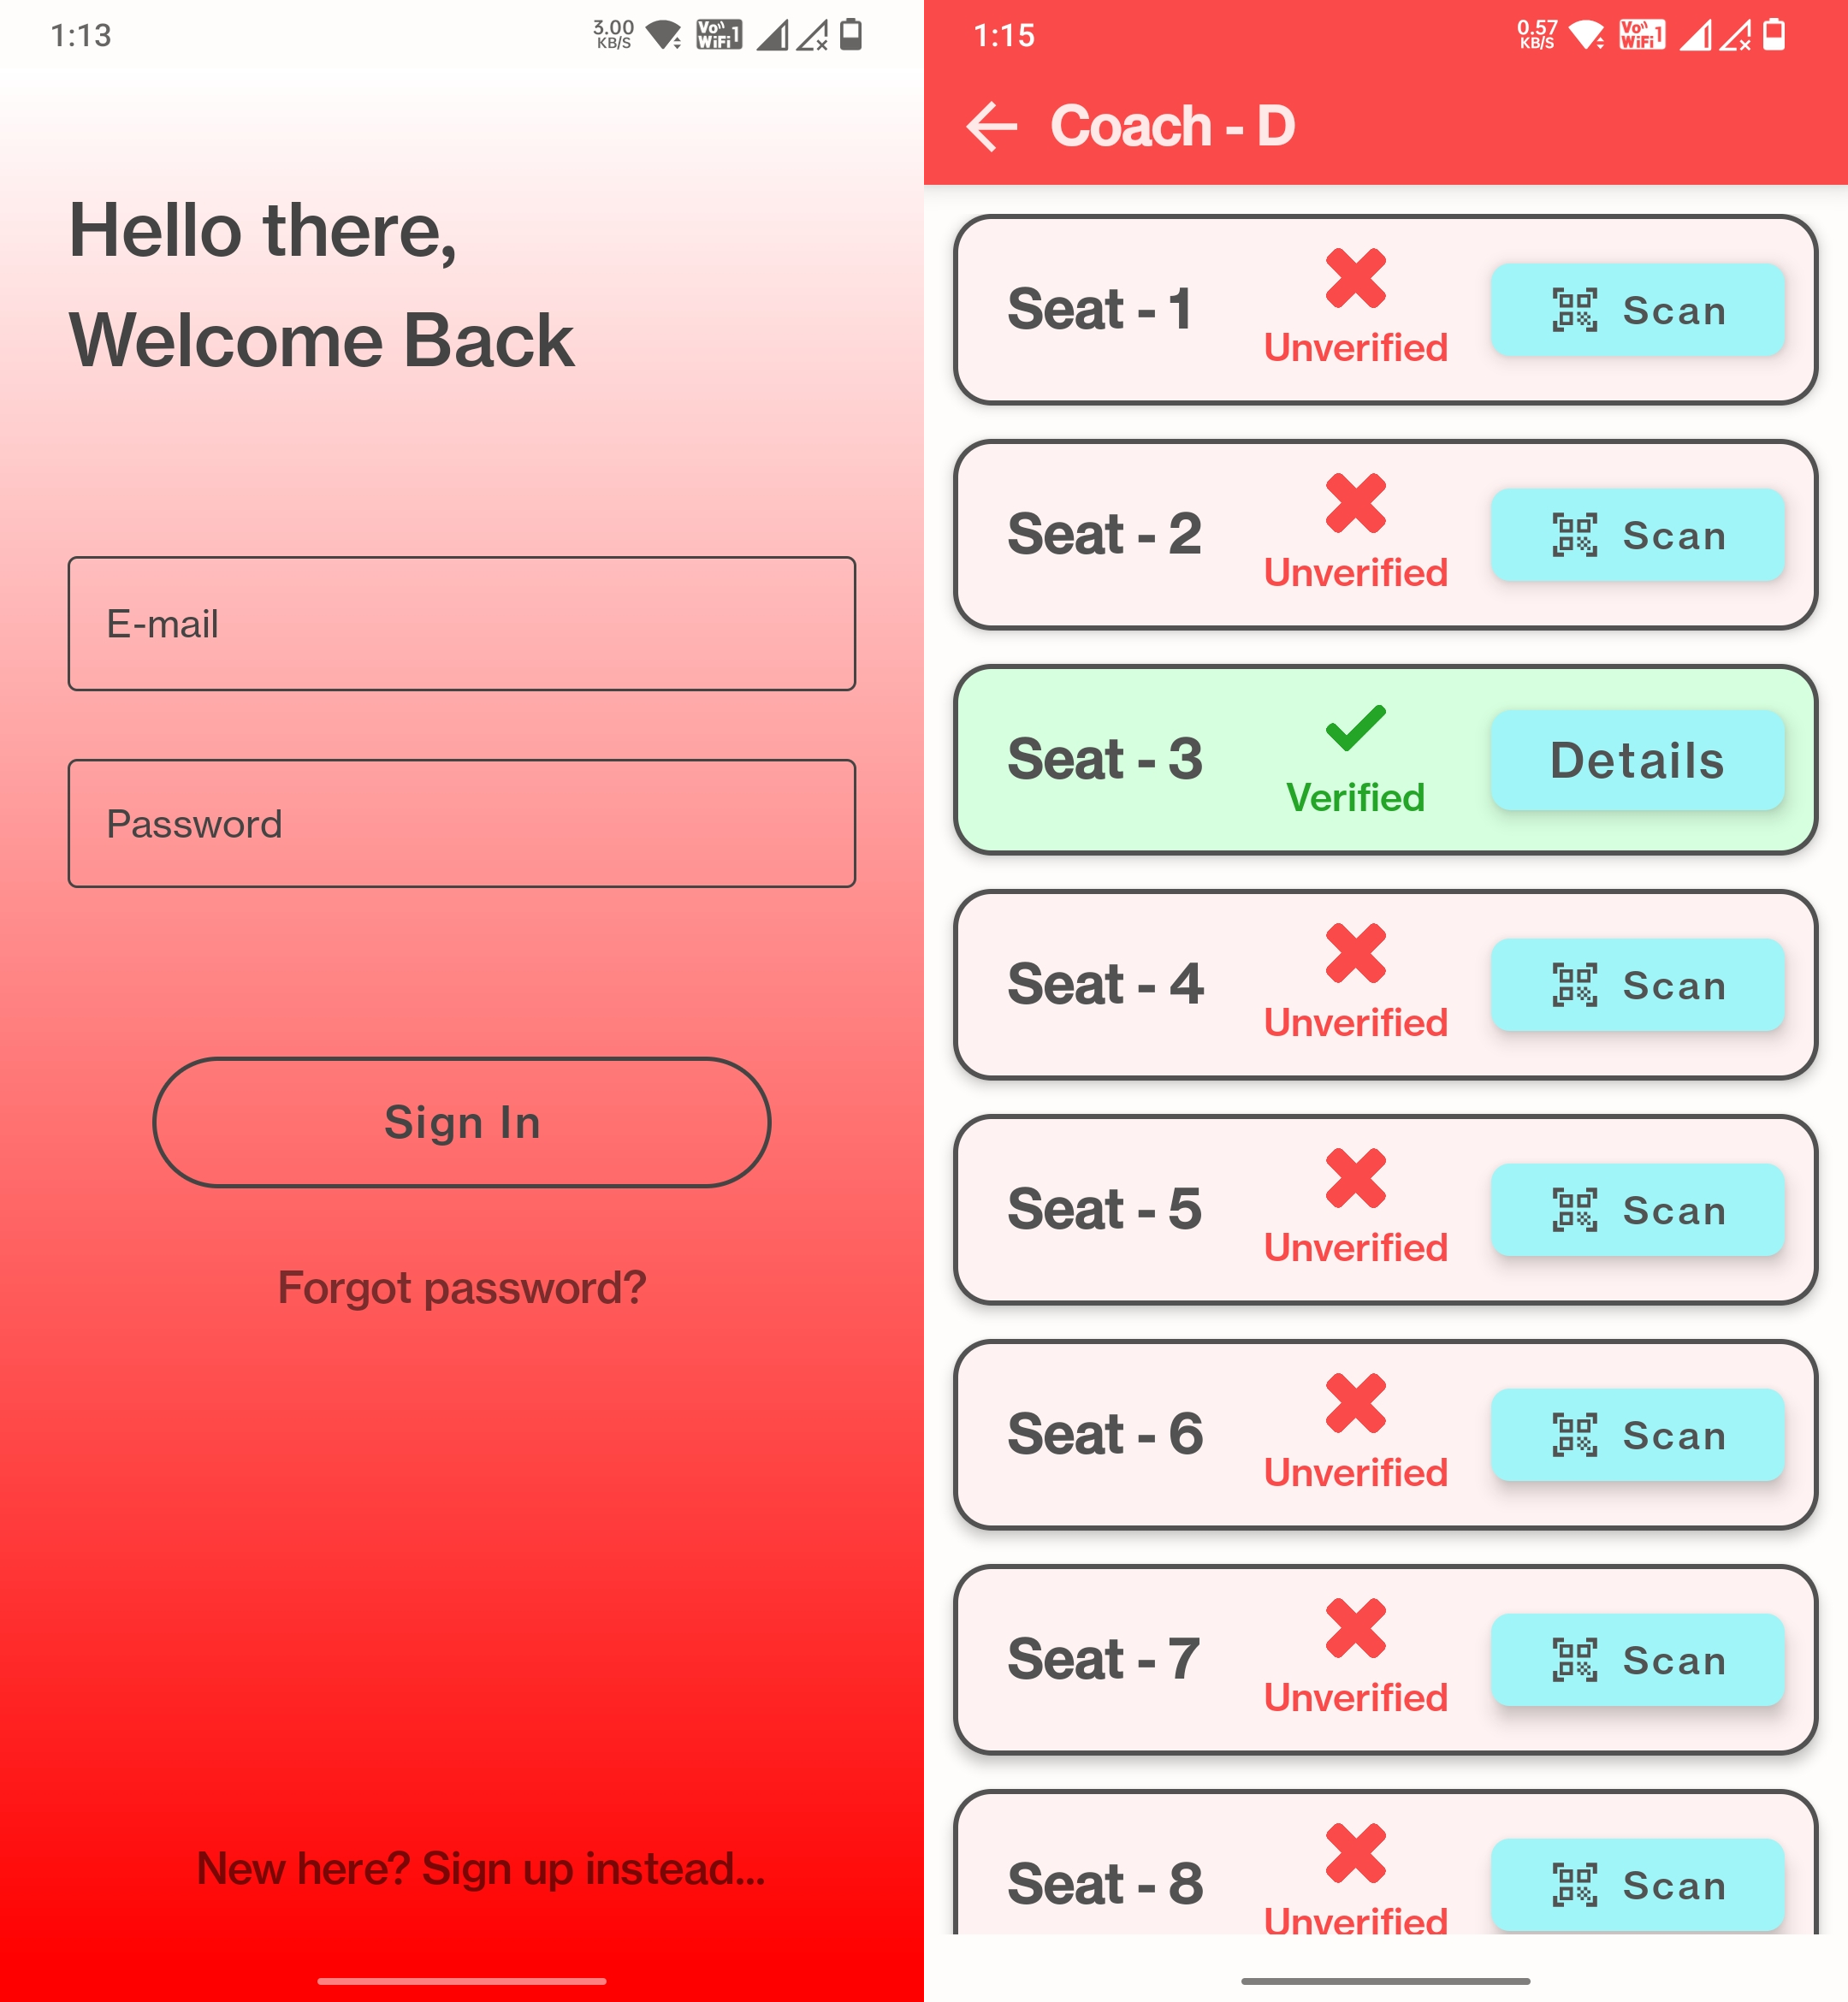 1:13
3.00
KB/S
Vo
WiFi 1
Hello there,
Welcome Back
E-mail
Password
Sign In
Forgot password?
New here? Sign up instead...
1:15
0.57
KB/S
Vo
WiFi 1
Coach - D
Seat - 1
Unverified
Scan
Seat - 2
Unverified
Scan
Seat - 3
Verified
Details
Seat - 4
Unverified
Scan
Seat - 5
Unverified
Scan
Seat - 6
Unverified
Scan
Seat - 7
Unverified
Scan
Seat - 8
Unverified
Scan